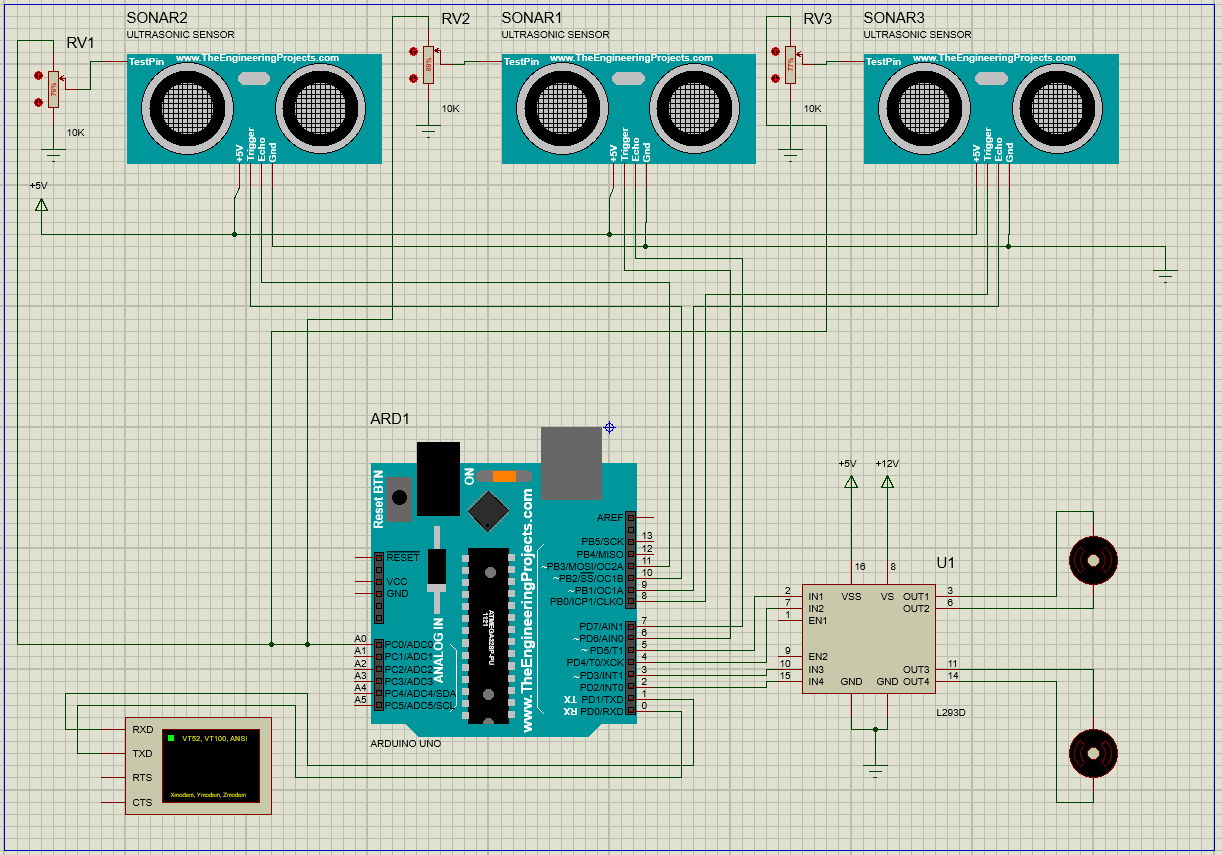 SONAR2
ULTRASONIC SENSOR
RV1
RV2
SONAR1
ULTRASONIC SENSOR
RV3
SONAR3
ULTRASONIC SENSOR
TestPin
www.TheEngineeringProjects.com
TestPin
www.TheEngineeringProjects.com
TestPin
www.TheEngineeringProjects.com
88%
77%
10K
10K
10K
+5V
Trigger
Echo
Gnd
+5V
Trigger
Echo
Gnd
+5V
Trigger
Echo
Gnd
+5V
ARD1
Reset BTN
ON
www.TheEngineeringProjects.com
ANALOG IN
ATMEGA328P-PU
1121
RESET
VCC
GND
A0 PC0/ADC0
A1 PC1/ADC1
A2 PC2/ADC2
A3 PC3/ADC3
A4 PC4/ADC4/SDA
A5 PC5/ADC5/SCL
AREF
PB5/SCK 13
PB4/MISO 12
~PB3/MOSI/OC2A 11
~PB2/SS/OC1B 10
~PB1/OC1A 9
PB0/ICP1/CLKO 8
PD7/AIN1 7
~PD6/AIN0 6
~PD5/T1 5
PD4/T0/XCK 4
~PD3/INT1 3
PD2/INT0 2
TX PD1/TXD 1
RX PD0/RXD 0
ARDUINO UNO
+5V
+12V
16
8
U1
2 IN1
7 IN2
1 EN1
9 EN2
10 IN3
15 IN4
VSS
VS
OUT1 3
OUT2 6
OUT3 11
OUT4 14
GND
GND
L293D
RXD
TXD
RTS
CTS
VT52, VT100, ANSI
Xmodem, Ymodem, Zmodem